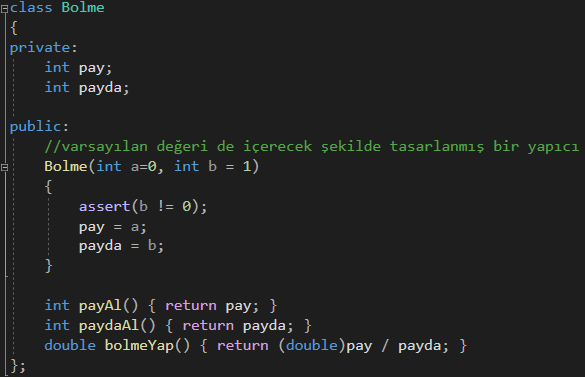 class Bolme
{
private:
    int pay;
    int payda;

public:
    //varsayılan değeri de içerecek şekilde tasarlanmış bir yapıcı
    Bolme(int a=0, int b = 1)
    {
        assert(b != 0);
        pay = a;
        payda = b;
    }

    int payAl() { return pay; }
    int paydaAl() { return payda; }
    double bolmeYap() { return (double)pay / payda; }
};